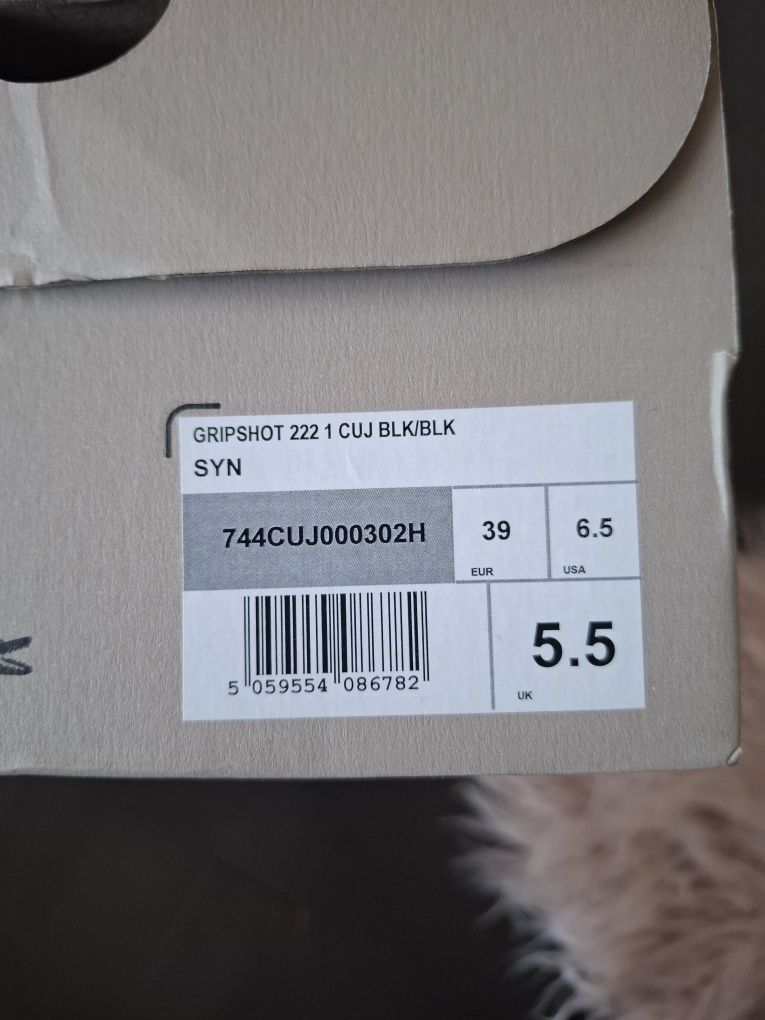 GRIPSHOT 222 1 CUJ BLK/BLK
SYN
744CUJ000302H
39
EUR
6.5
USA
5 059554 086782
5.5
UK